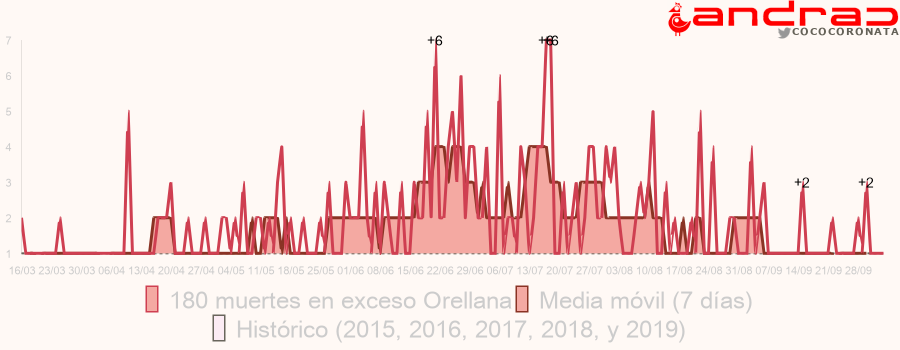 andrac
COCOCORONATA
+6
+6
+6
+2
+2
7
6
5
4
3
2
1
16/03 23/03 30/03 06/04 13/04 20/04 27/04 04/05 11/05 18/05 25/05 01/06 08/06 15/06 22/06 29/06 06/07 13/07 20/07 27/07 03/08 10/08 17/08 24/08 31/08 07/09 14/09 21/09 28/09
180 muertes en exceso Orellana Media móvil (7 días)
Histórico (2015, 2016, 2017, 2018, y 2019)